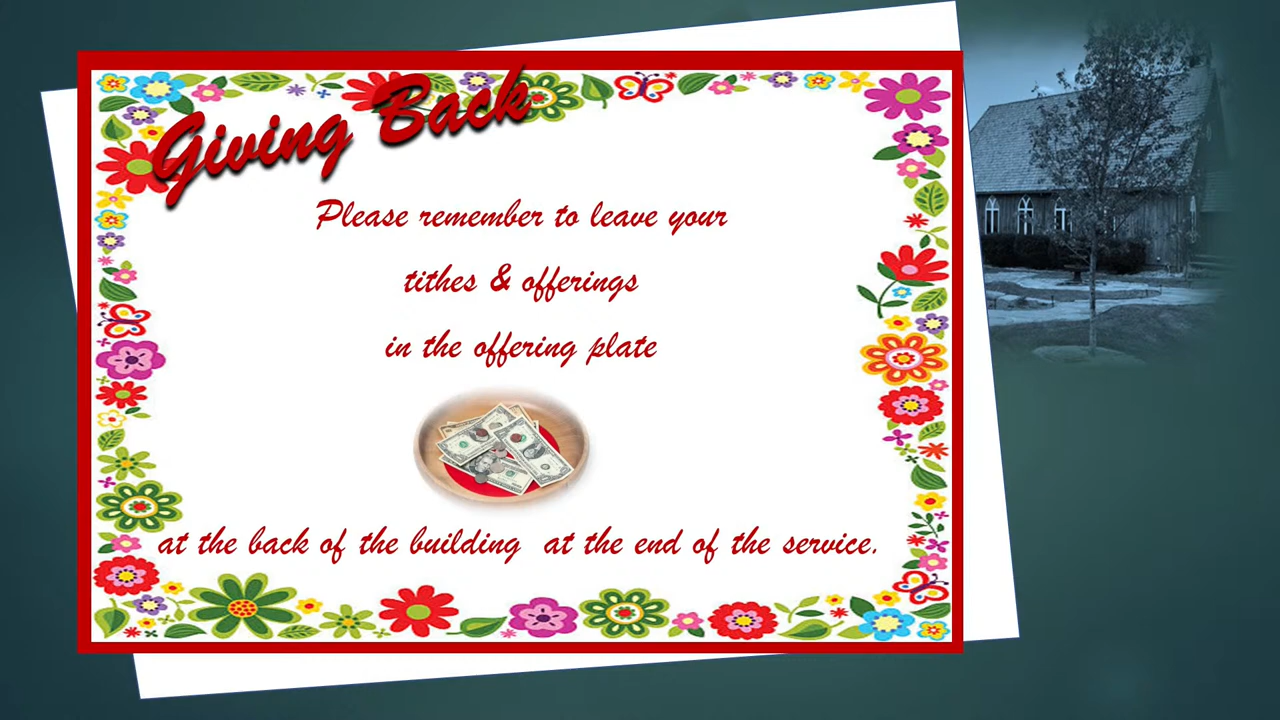 Giving Back
Please remember to leave your
tithes & offerings
in the offering plate
at the back of the building at the end of the service.